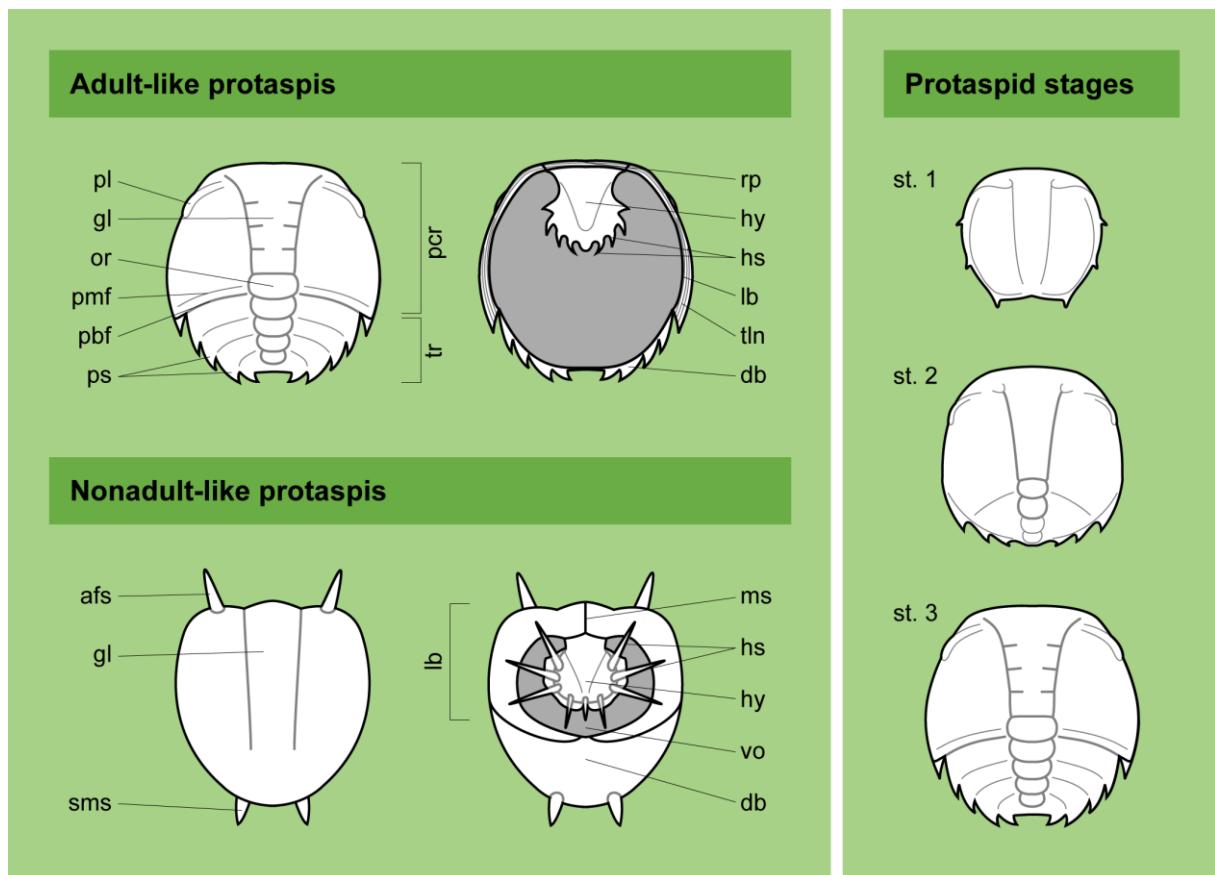 Adult-like protaspis
pl
gl
or
pmf
pbf
ps
pcr
tr
rp
hy
hs
lb
tln
db
Nonadult-like protaspis
afs
gl
sms
lb
ms
hs
hy
vo
db
Protaspid stages
st. 1
st. 2
st. 3